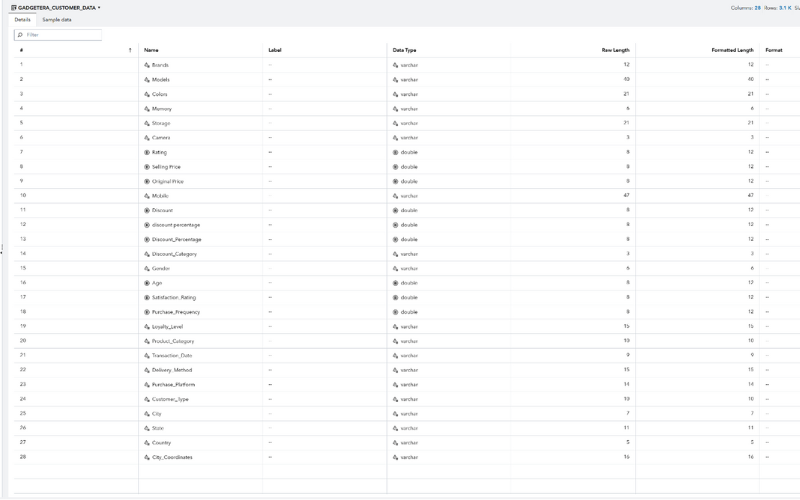 GADGETERA_CUSTOMER_DATA
Columns: 28 Rows: 3.1 K
Details Sample data
Filter
# ↑ Name Label Data Type Raw Length Formatted Length Format
1 Brands -- varchar 12 12 --
2 Models -- varchar 40 40 --
3 Colors -- varchar 21 21 --
4 Memory -- varchar 6 6 --
5 Storage -- varchar 21 21 --
6 Camera -- varchar 3 3 --
7 Rating -- double 8 12 --
8 Selling Price -- double 8 12 --
9 Original Price -- double 8 12 --
10 Mobile -- varchar 47 47 --
11 Discount -- double 8 12 --
12 discount percentage -- double 8 12 --
13 Discount_Percentage -- double 8 12 --
14 Discount_Category -- varchar 3 3 --
15 Gender -- varchar 6 6 --
16 Age -- double 8 12 --
17 Satisfaction_Rating -- double 8 12 --
18 Purchase_Frequency -- double 8 12 --
19 Loyalty_Level -- varchar 15 15 --
20 Product_Category -- varchar 10 10 --
21 Transaction_Date -- varchar 9 9 --
22 Delivery_Method -- varchar 15 15 --
23 Purchase_Platform -- varchar 14 14 --
24 Customer_Type -- varchar 10 10 --
25 City -- varchar 7 7 --
26 State -- varchar 11 11 --
27 Country -- varchar 5 5 --
28 City_Coordinates -- varchar 16 16 --